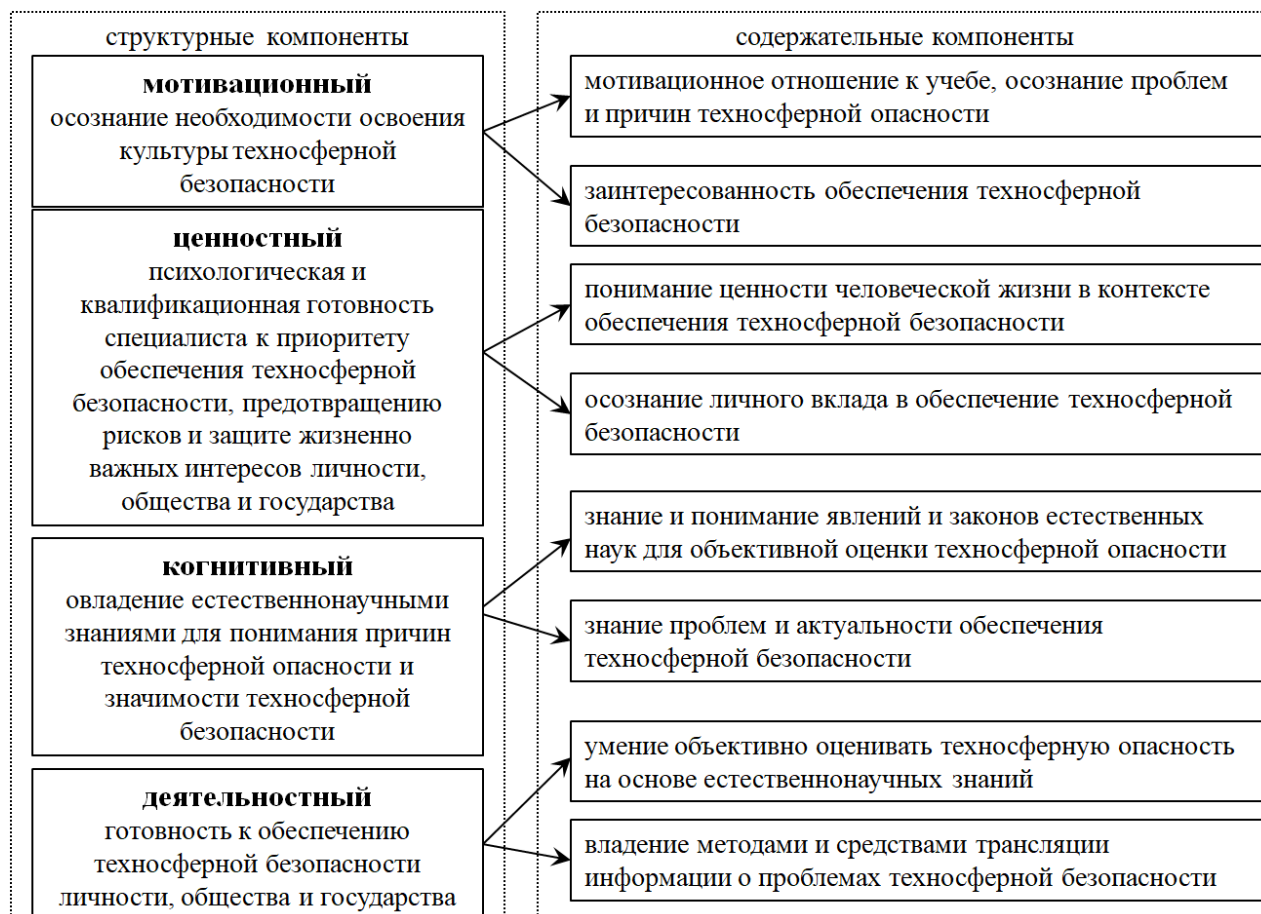 структурные компоненты
мотивационный
осознание необходимости освоения
культуры техносферной
безопасности
ценностный
психологическая и
квалификационная готовность
специалиста к приоритету
обеспечения техносферной
безопасности, предотвращению
рисков и защите жизненно
важных интересов личности,
общества и государства
когнитивный
овладение естественнонаучными
знаниями для понимания причин
техносферной опасности и
значимости техносферной
безопасности
деятельностный
готовность к обеспечению
техносферной безопасности
личности, общества и государства
содержательные компоненты
мотивационное отношение к учебе, осознание проблем
и причин техносферной опасности
заинтересованность обеспечения техносферной
безопасности
понимание ценности человеческой жизни в контексте
обеспечения техносферной безопасности
осознание личного вклада в обеспечение техносферной
безопасности
знание и понимание явлений и законов естественных
наук для объективной оценки техносферной опасности
знание проблем и актуальности обеспечения
техносферной безопасности
умение объективно оценивать техносферную опасность
на основе естественнонаучных знаний
владение методами и средствами трансляции
информации о проблемах техносферной безопасности